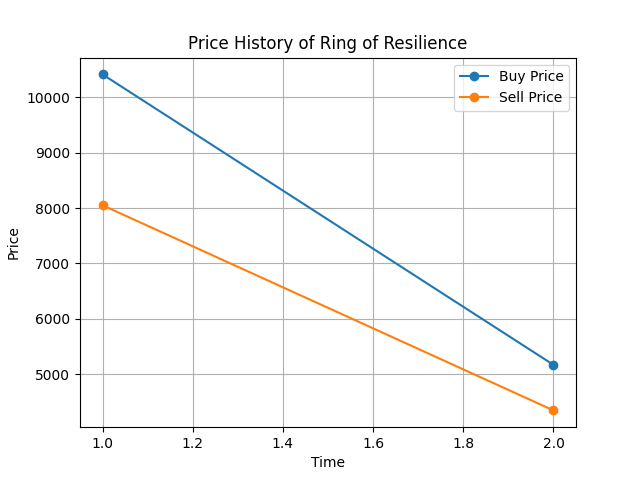 Price History of Ring of Resilience
Buy Price
Sell Price
Price
10000
9000
8000
7000
6000
5000
1.0 1.2 1.4 1.6 1.8 2.0
Time